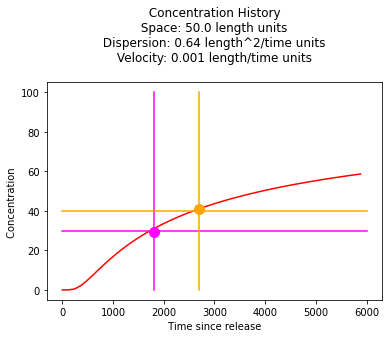 Concentration History
Space: 50.0 length units
Dispersion: 0.64 length^2/time units
Velocity: 0.001 length/time units
100
80
60
40
20
0
Concentration
0 1000 2000 3000 4000 5000 6000
Time since release